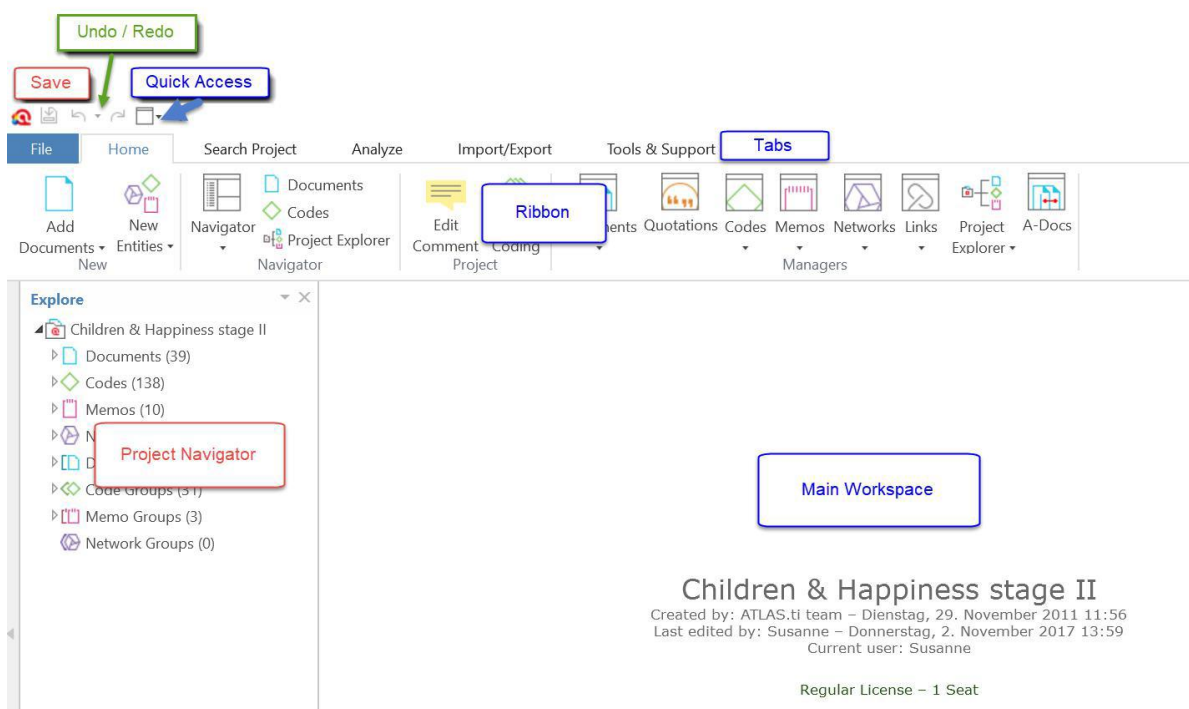 Undo / Redo
Save
Quick Access
File Home Search Project Analyze Import/Export Tools & Support Tabs
Add Documents
New Entities
New
Navigator
Documents
Codes
Project Explorer
Navigator
Edit Comment
Coding
Project
Ribbon
Quotations
Codes
Memos
Networks
Links
Project Explorer
A-Docs
Managers
Explore
Children & Happiness stage II
Documents (39)
Codes (138)
Memos (10)
Project Navigator
Code Groups (31)
Memo Groups (3)
Network Groups (0)
Main Workspace
Children & Happiness stage II
Created by: ATLAS.ti team – Dienstag, 29. November 2011 11:56
Last edited by: Susanne – Donnerstag, 2. November 2017 13:59
Current user: Susanne
Regular License – 1 Seat